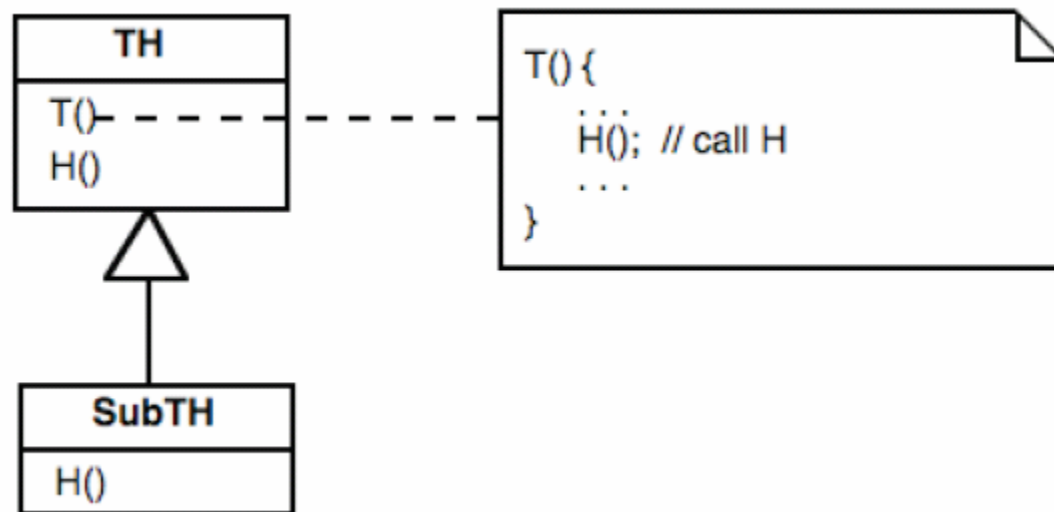 TH
T()
H()
T() {
. . .
H();  // call H
. . .
}
SubTH
H()